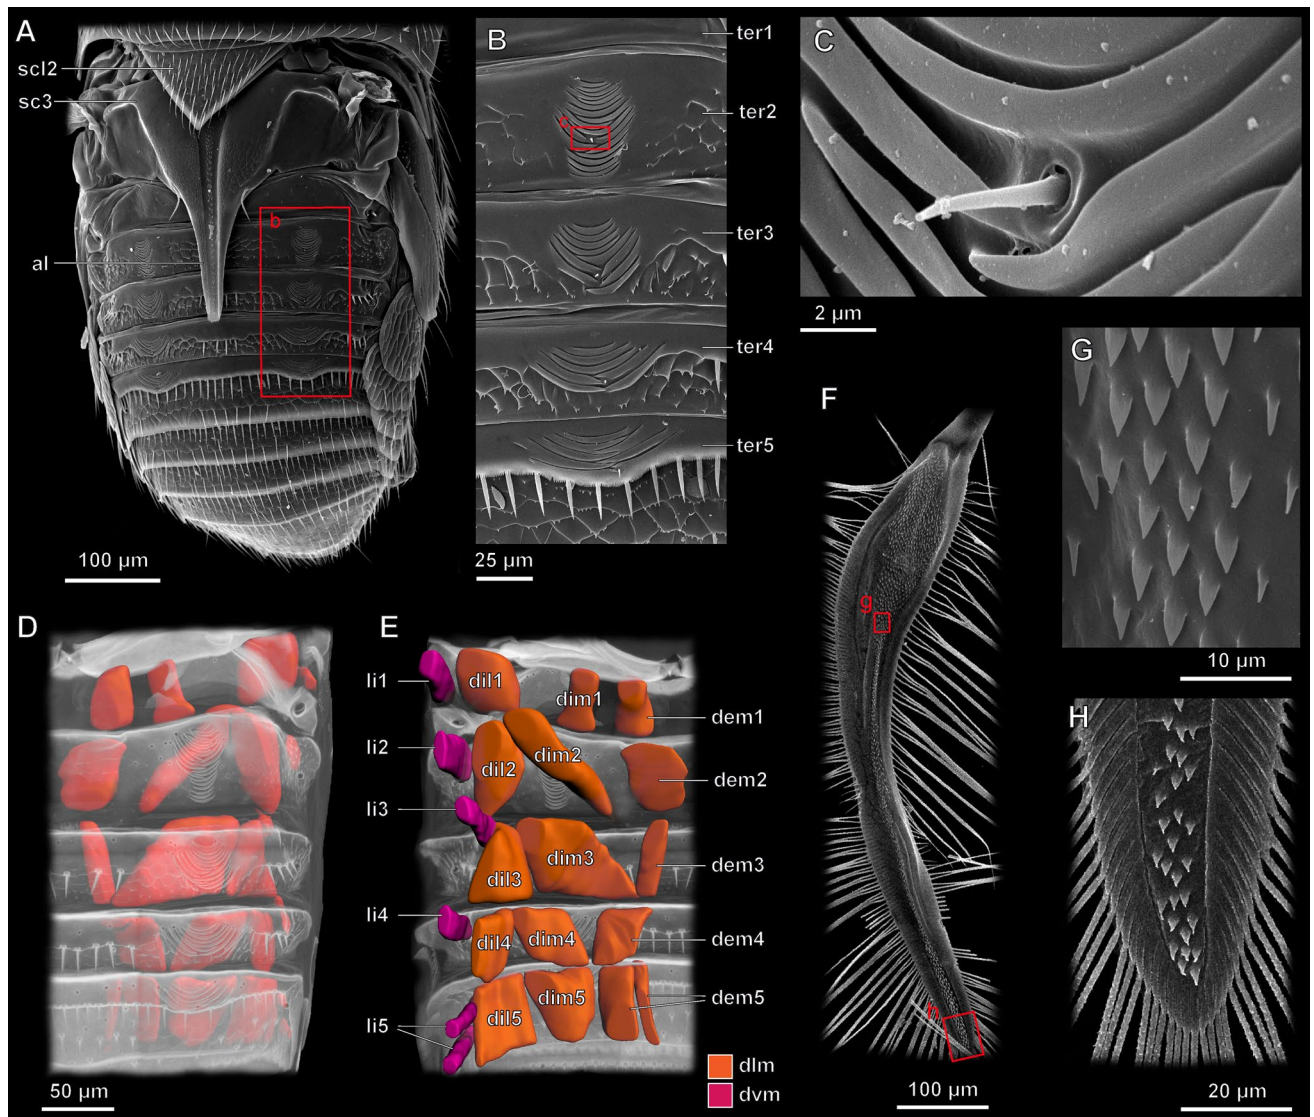 A
scl2
sc3
al
b
100 µm
B
c
ter1
ter2
ter3
ter4
ter5
25 µm
C
2 µm
D
50 µm
E
li1
li2
li3
li4
li5
dil1
dim1
dil2
dim2
dil3
dim3
dil4
dim4
dil5
dim5
dem1
dem2
dem3
dem4
dem5
dlm
dvm
F
g
h
100 µm
G
10 µm
H
20 µm